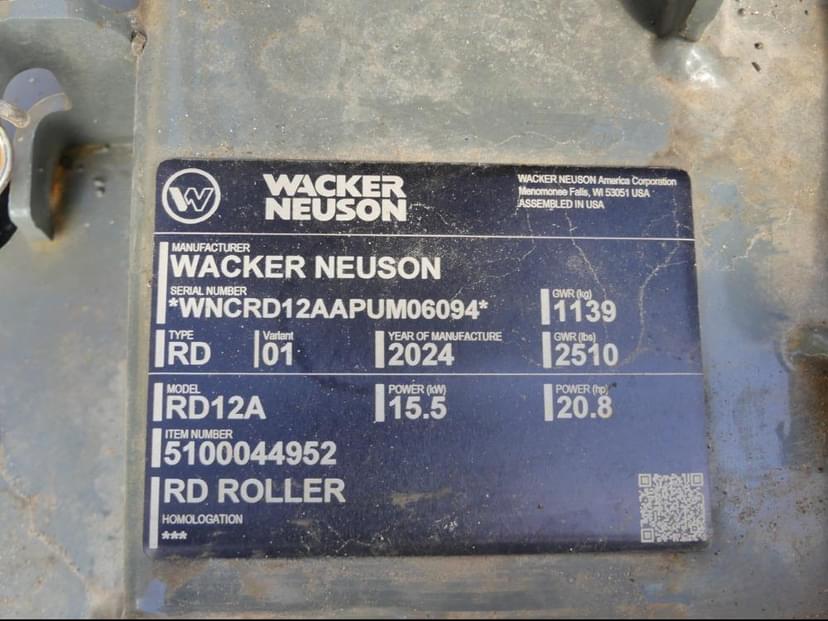 WACKER NEUSON
WACKER NEUSON America Corporation
Menomonee Falls, WI 53051 USA
ASSEMBLED IN USA
MANUFACTURER
WACKER NEUSON
SERIAL NUMBER
*WNCRD12AAPUM06094*
GWR (kg)
1139
TYPE
RD
Variant
01
YEAR OF MANUFACTURE
2024
GWR (lbs)
2510
MODEL
RD12A
POWER (kW)
15.5
POWER (hp)
20.8
ITEM NUMBER
5100044952
RD ROLLER
HOMOLOGATION
***